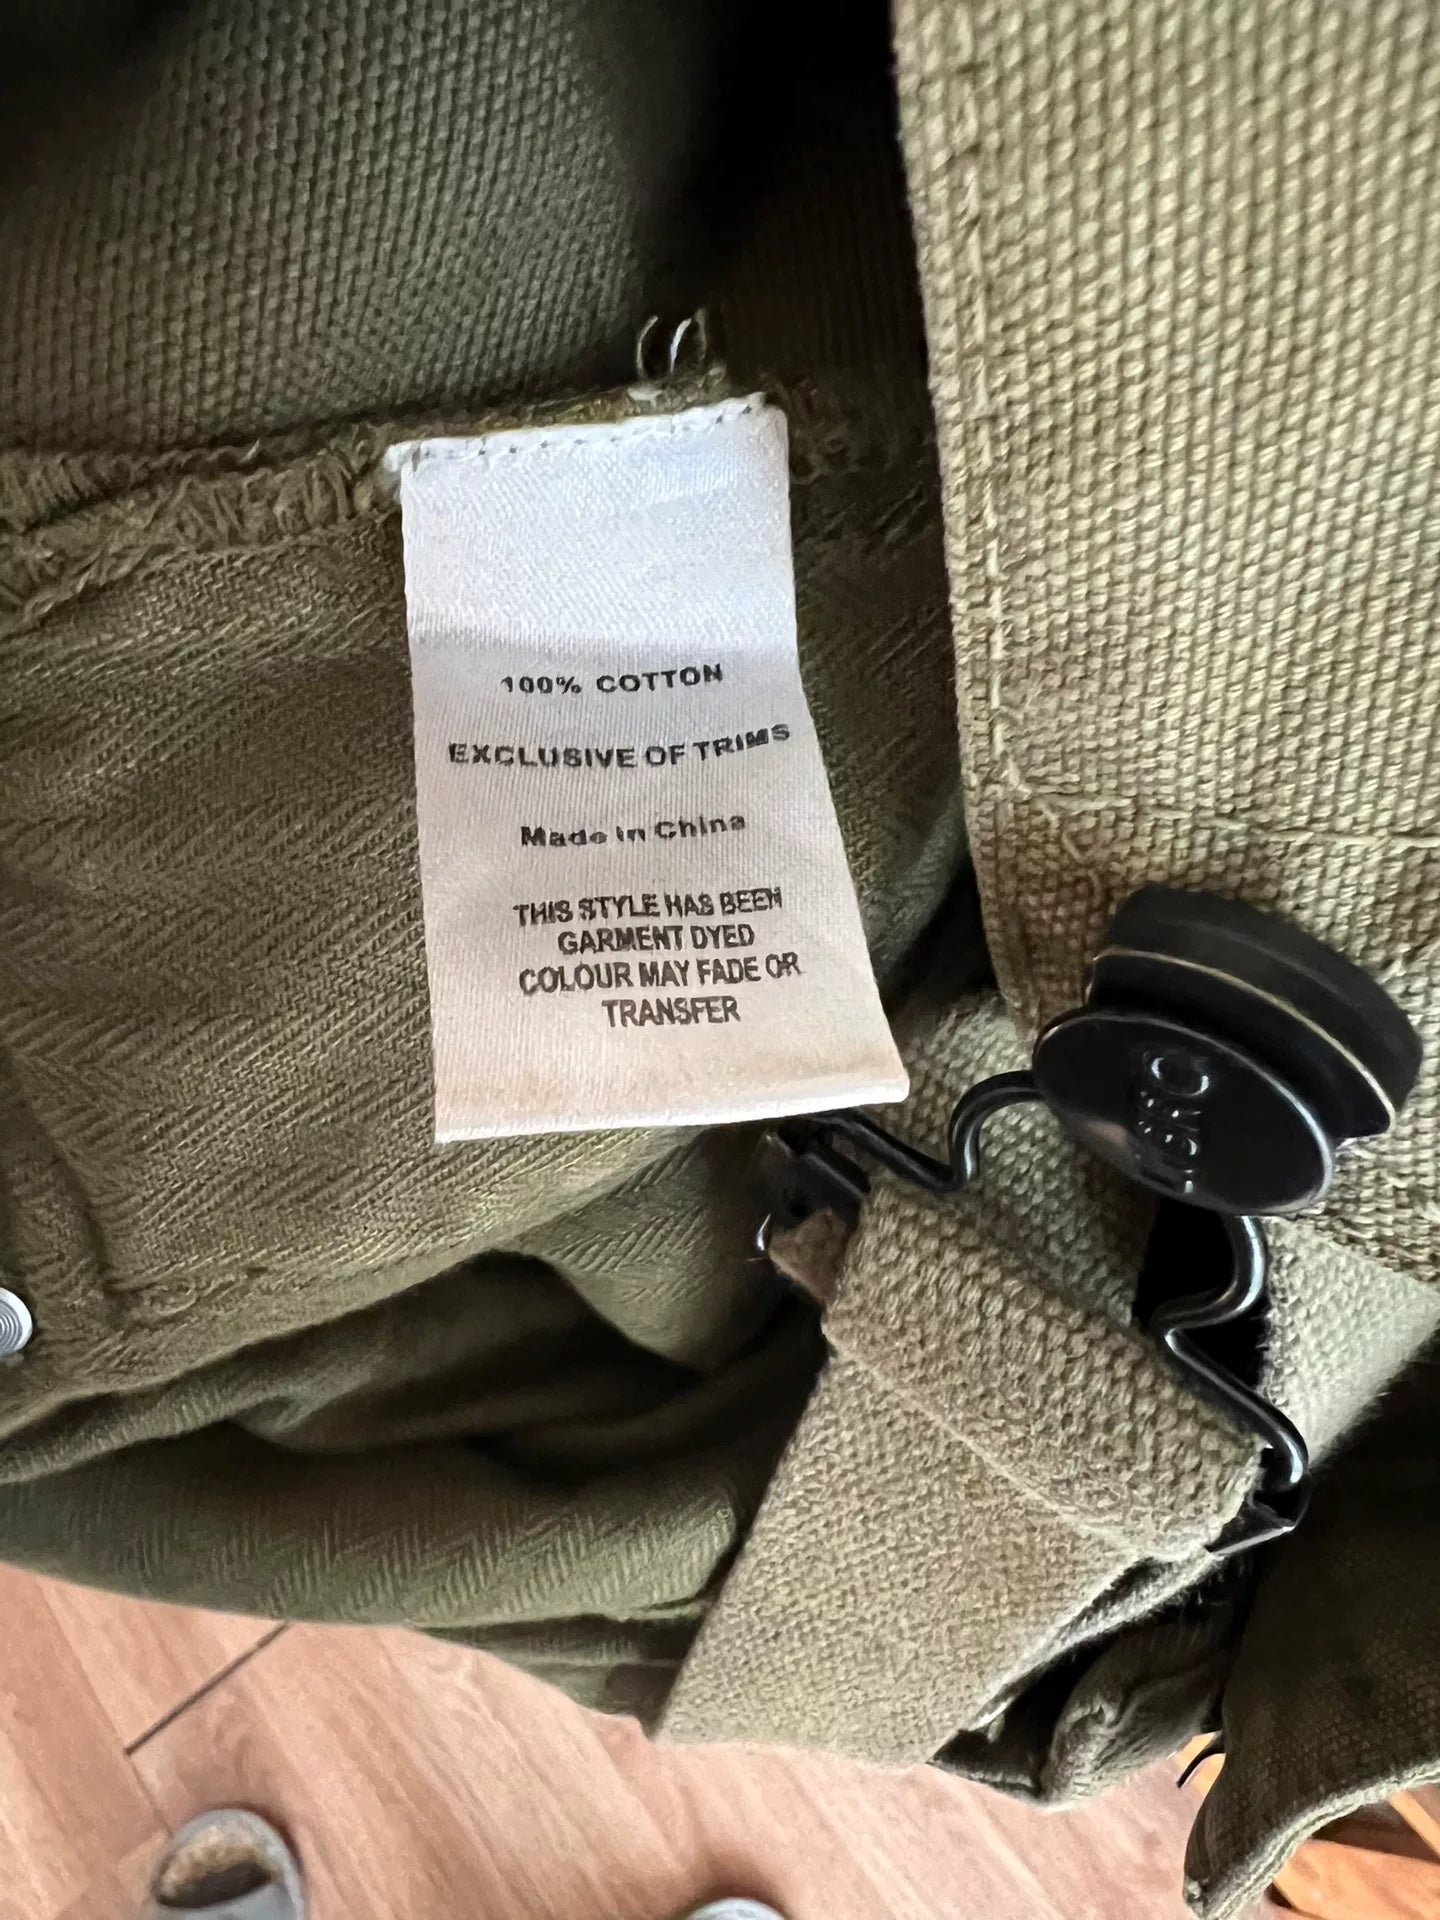 100% COTTON
EXCLUSIVE OF TRIMS
Made in China
THIS STYLE HAS BEEN
GARMENT DYED
COLOUR MAY FADE OR
TRANSFER